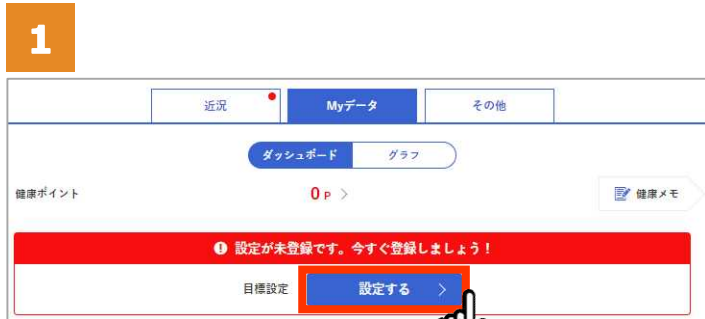 1
近況 Myデータ その他
ダッシュボード グラフ
健康ポイント 0 P > 健康メモ
! 設定が未登録です。今すぐ登録しましょう!
目標設定 設定する >